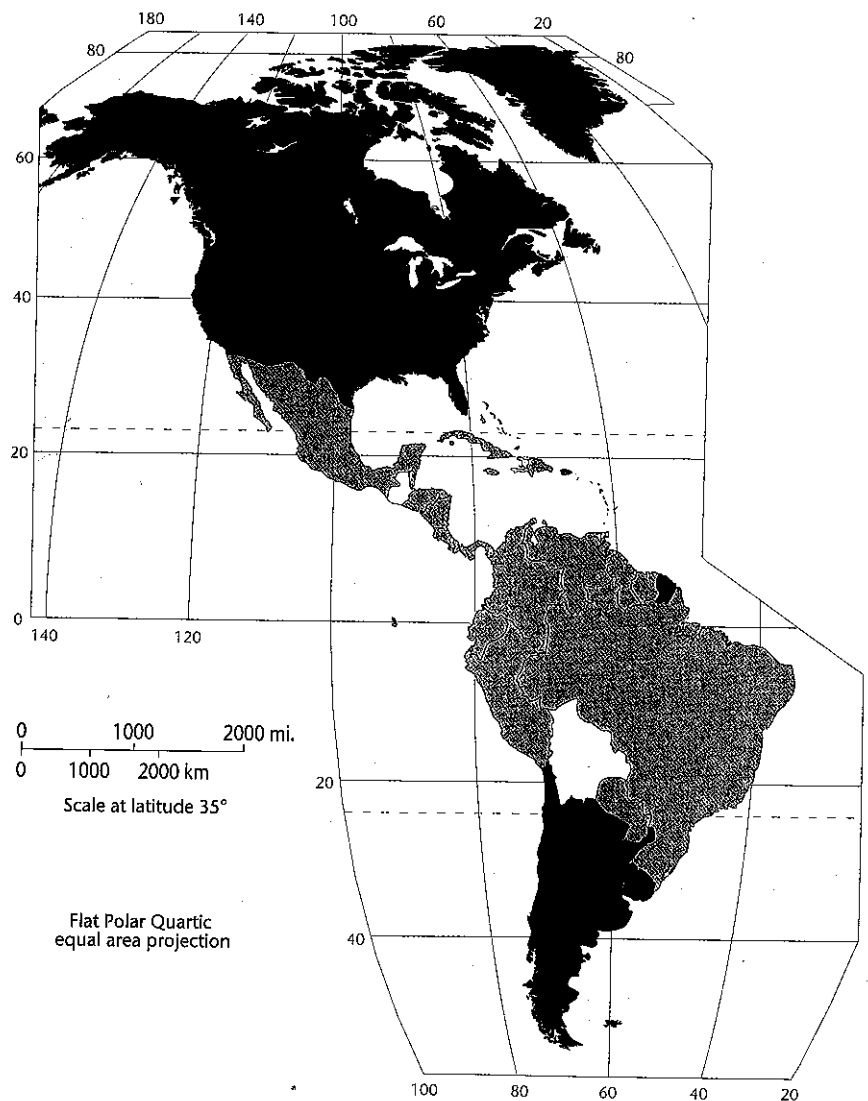 180 140 100 60 20
80 80
60
40
20
0
140 120
0 1000 2000 mi.
0 1000 2000 km
Scale at latitude 35°
20
Flat Polar Quartic
equal area projection
40
100 80 60 40 20